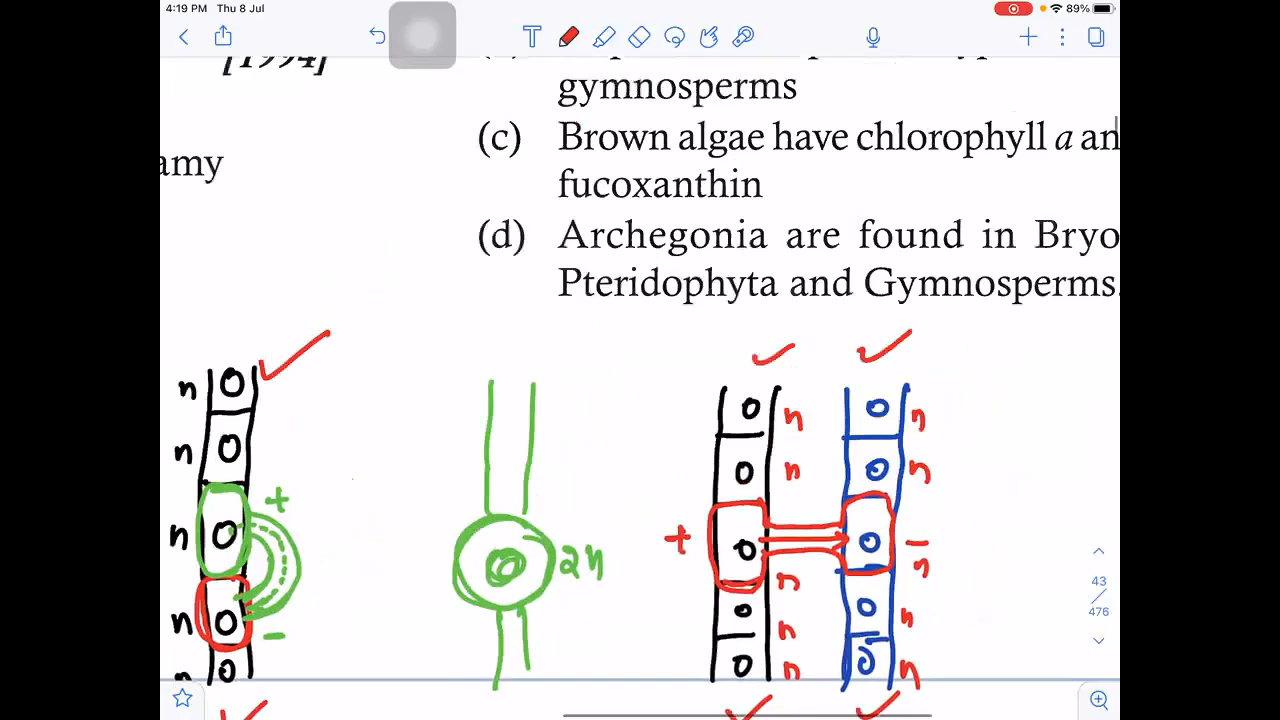 4:19 PM Thu 8 Jul
89%
T
[1994]
gymnosperms
(c) Brown algae have chlorophyll a an
fucoxanthin
amy
(d) Archegonia are found in Bryo
Pteridophyta and Gymnosperms.
n
n
n
n
+
−
2n
+
n
n
n
n
n
n
n
−
n
n
n
43
476